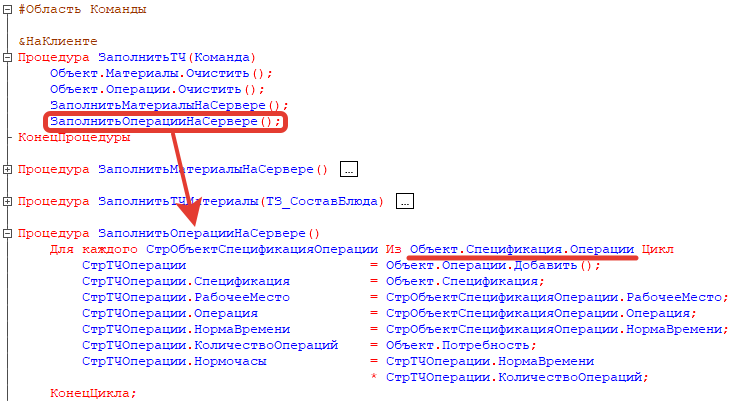 #Область Команды
&НаКлиенте
Процедура ЗаполнитьТЧ(Команда)
Объект.Материалы.Очистить();
Объект.Операции.Очистить();
ЗаполнитьМатериалыНаСервере();
ЗаполнитьОперацииНаСервере();
КонецПроцедуры
Процедура ЗаполнитьМатериалыНаСервере() ...
Процедура ЗаполнитьТЧМатериалы(ТЗ_СоставБлюда) ...
Процедура ЗаполнитьОперацииНаСервере()
Для каждого СтрОбъектСпецификацияОперации Из Объект.Спецификация.Операции Цикл
СтрТЧОперации = Объект.Операции.Добавить();
СтрТЧОперации.Спецификация = Объект.Спецификация;
СтрТЧОперации.РабочееМесто = СтрОбъектСпецификацияОперации.РабочееМесто;
СтрТЧОперации.Операция = СтрОбъектСпецификацияОперации.Операция;
СтрТЧОперации.НормаВремени = СтрОбъектСпецификацияОперации.НормаВремени;
СтрТЧОперации.КоличествоОпераций = Объект.Потребность;
СтрТЧОперации.Нормочасы = СтрТЧОперации.НормаВремени
* СтрТЧОперации.КоличествоОпераций;
КонецЦикла;